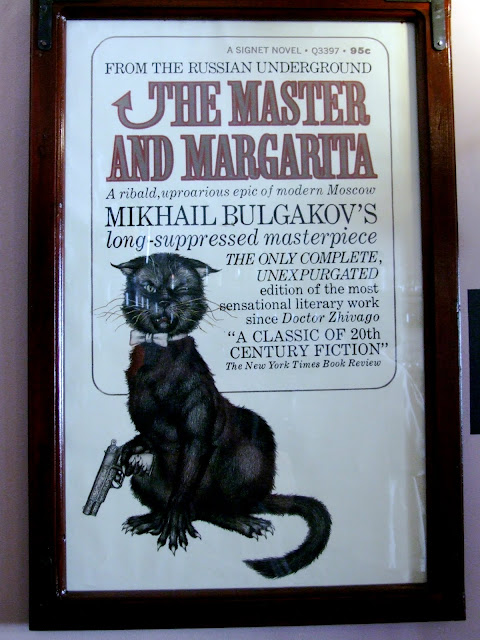 A SIGNET NOVEL • Q3397 • 95c
FROM THE RUSSIAN UNDERGROUND
THE MASTER
AND MARGARITA
A ribald, uproarious epic of modern Moscow
MIKHAIL BULGAKOV'S
long-suppressed masterpiece
THE ONLY COMPLETE,
UNEXPURGATED
edition of the most
sensational literary work
since Doctor Zhivago
"A CLASSIC OF 20th
CENTURY FICTION"
The New York Times Book Review